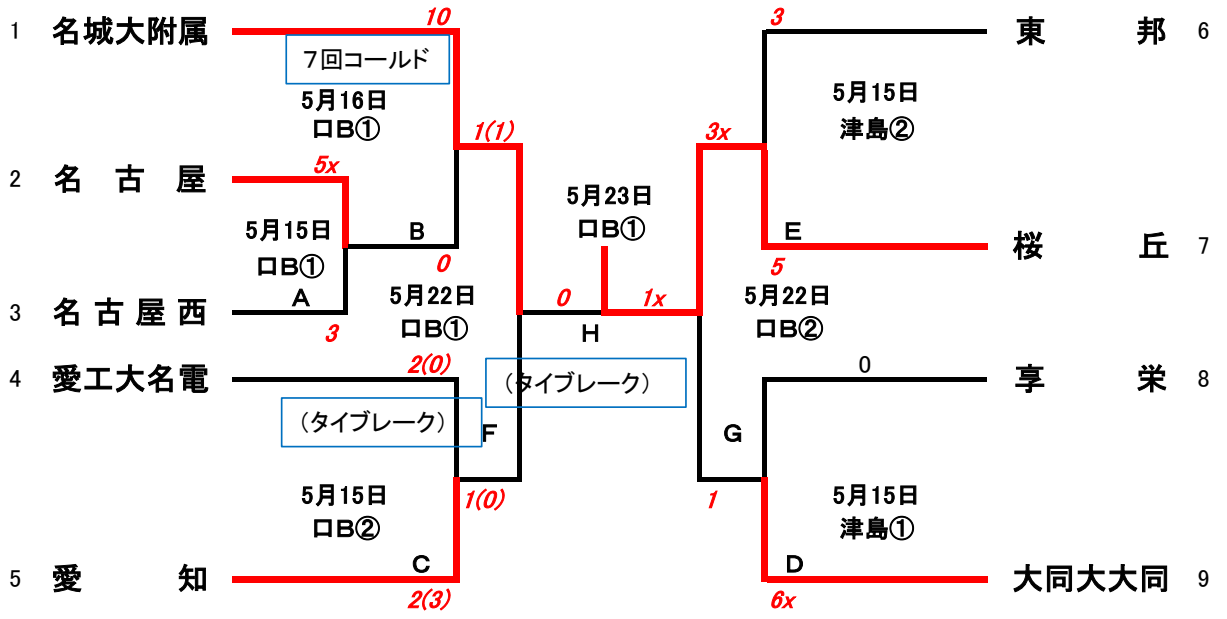 1 名城大附属
10
7回コールド
5月16日
ロB①
1(1)
2 名古屋
5x
5月15日
ロB①
B
0
A
3 名古屋西
3
5月22日
ロB①
4 愛工大名電
2(0)
(タイブレーク)
F
5月15日
ロB②
1(0)
C
5 愛知
2(3)
5月23日
ロB①
0
1x
H
(タイブレーク)
3
東邦 6
5月15日
津島②
3x
E
桜丘 7
5
5月22日
ロB②
0
享栄 8
G
1
5月15日
津島①
D
大同大大同 9
6x